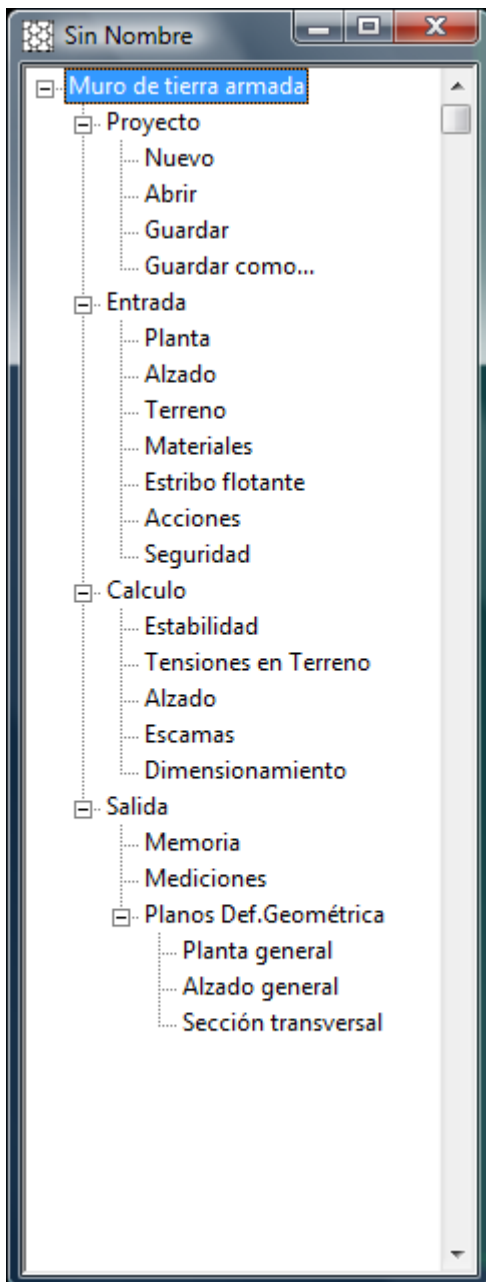 Sin Nombre
Muro de tierra armada
Proyecto
Nuevo
Abrir
Guardar
Guardar como...
Entrada
Planta
Alzado
Terreno
Materiales
Estribo flotante
Acciones
Seguridad
Calculo
Estabilidad
Tensiones en Terreno
Alzado
Escamas
Dimensionamiento
Salida
Memoria
Mediciones
Planos Def.Geométrica
Planta general
Alzado general
Sección transversal